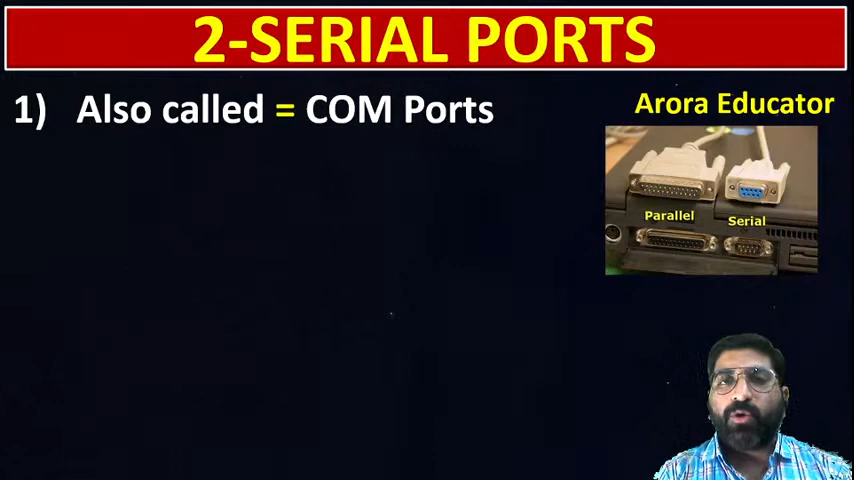 2-SERIAL PORTS
1) Also called = COM Ports
Arora Educator
Parallel
Serial